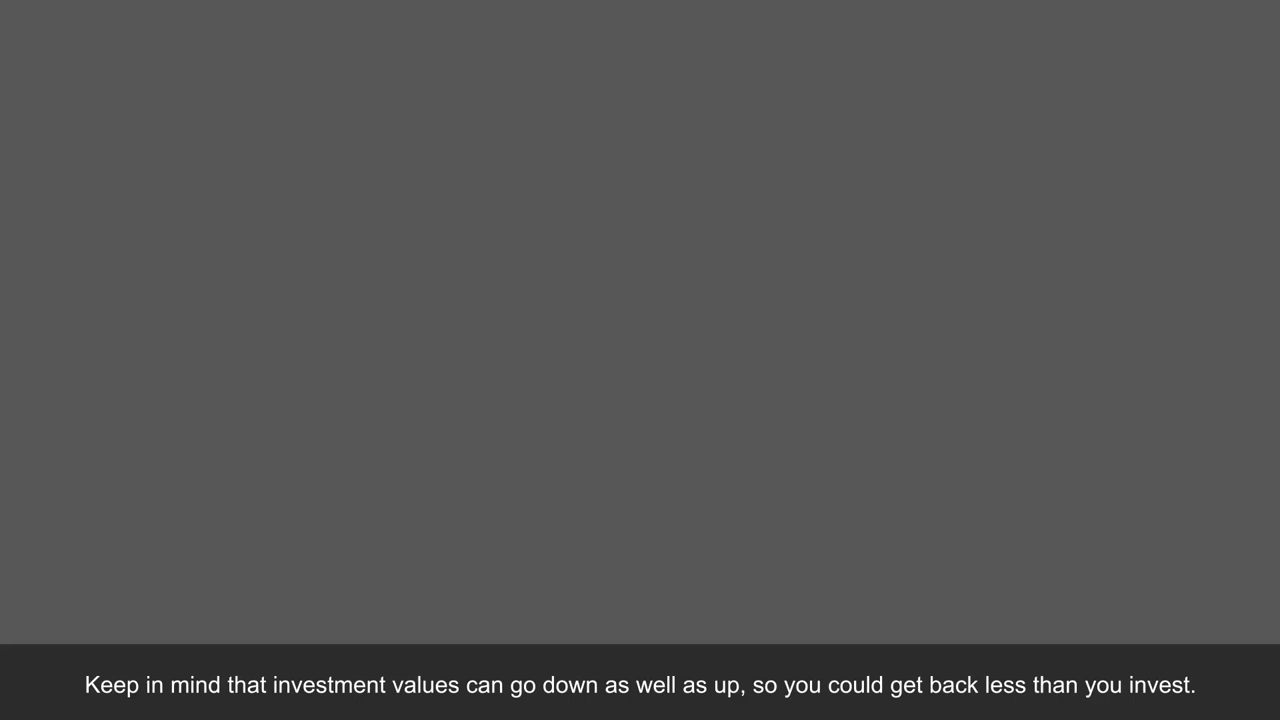 Keep in mind that investment values can go down as well as up, so you could get back less than you invest.